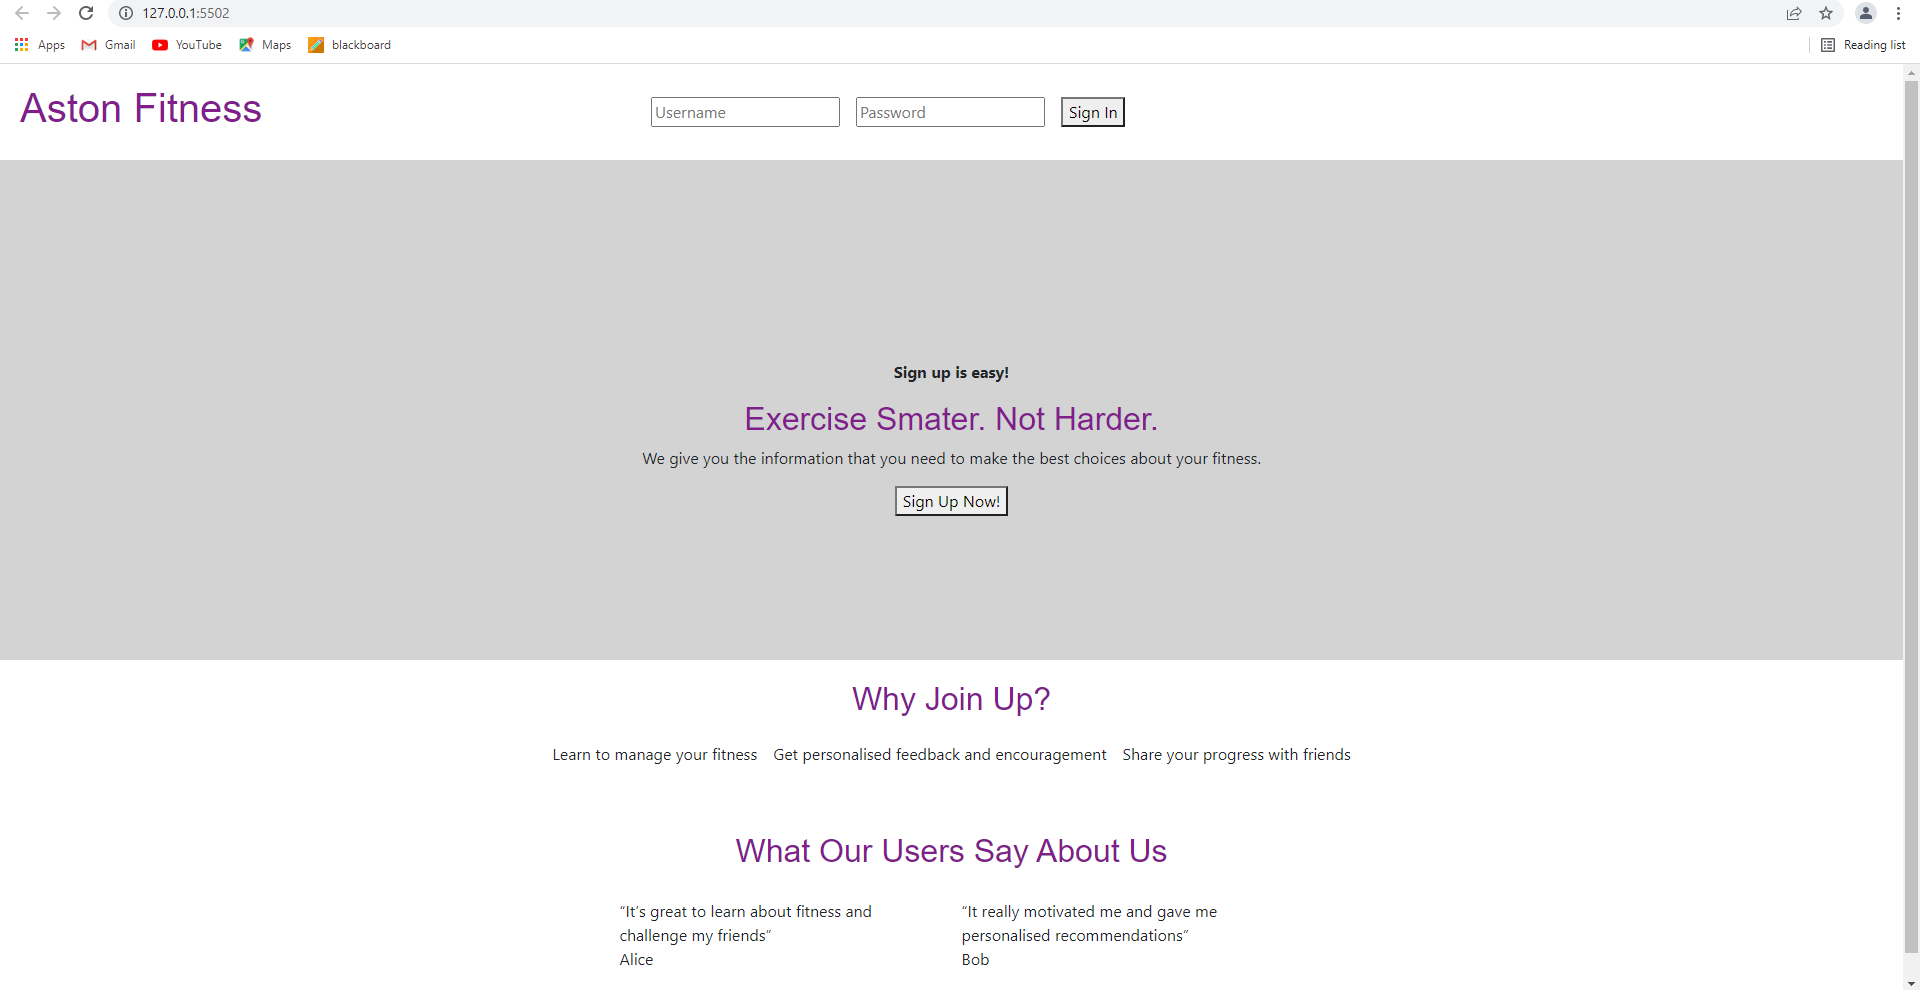 127.0.0.1:5502
Apps Gmail YouTube Maps blackboard Reading list
Aston Fitness Username Password Sign In
Sign up is easy!
Exercise Smater. Not Harder.
We give you the information that you need to make the best choices about your fitness.
Sign Up Now!
Why Join Up?
Learn to manage your fitness Get personalised feedback and encouragement Share your progress with friends
What Our Users Say About Us
“It’s great to learn about fitness and
challenge my friends”
Alice
“It really motivated me and gave me
personalised recommendations”
Bob